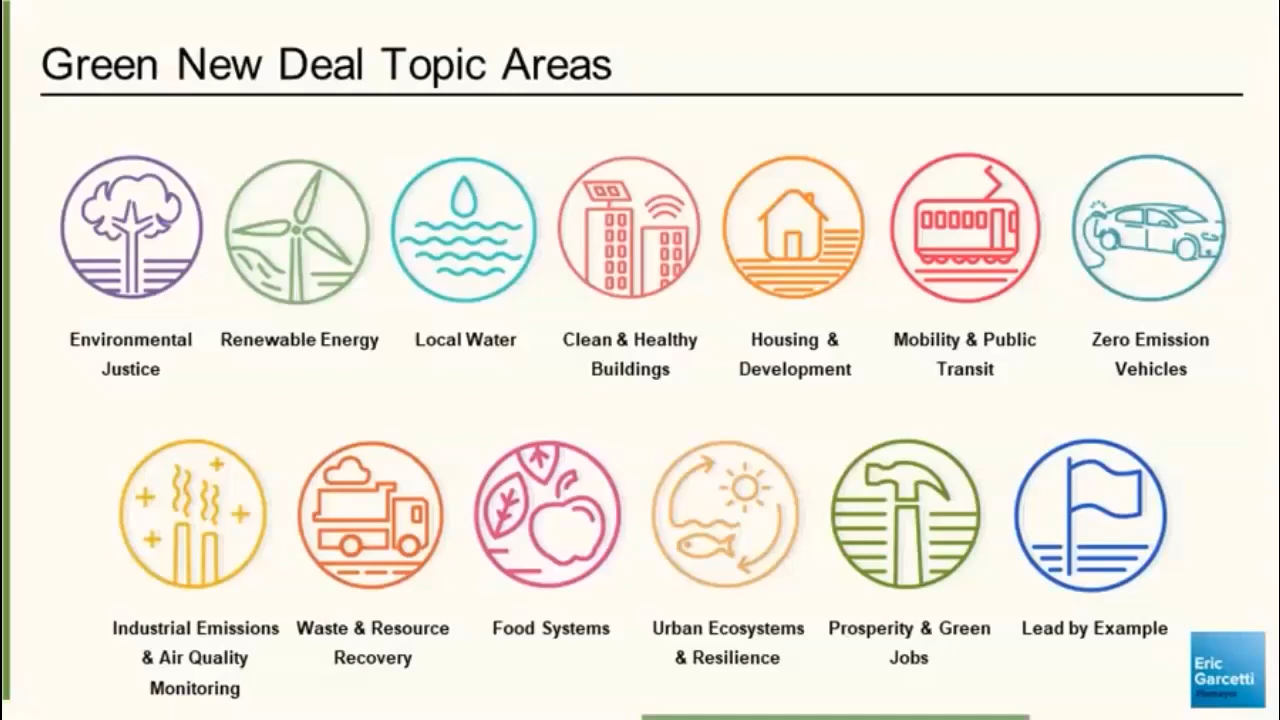 Green New Deal Topic Areas
Environmental
Justice
Renewable Energy
Local Water
Clean & Healthy
Buildings
Housing &
Development
Mobility & Public
Transit
Zero Emission
Vehicles
Industrial Emissions
& Air Quality
Monitoring
Waste & Resource
Recovery
Food Systems
Urban Ecosystems
& Resilience
Prosperity & Green
Jobs
Lead by Example
Eric
Garcetti